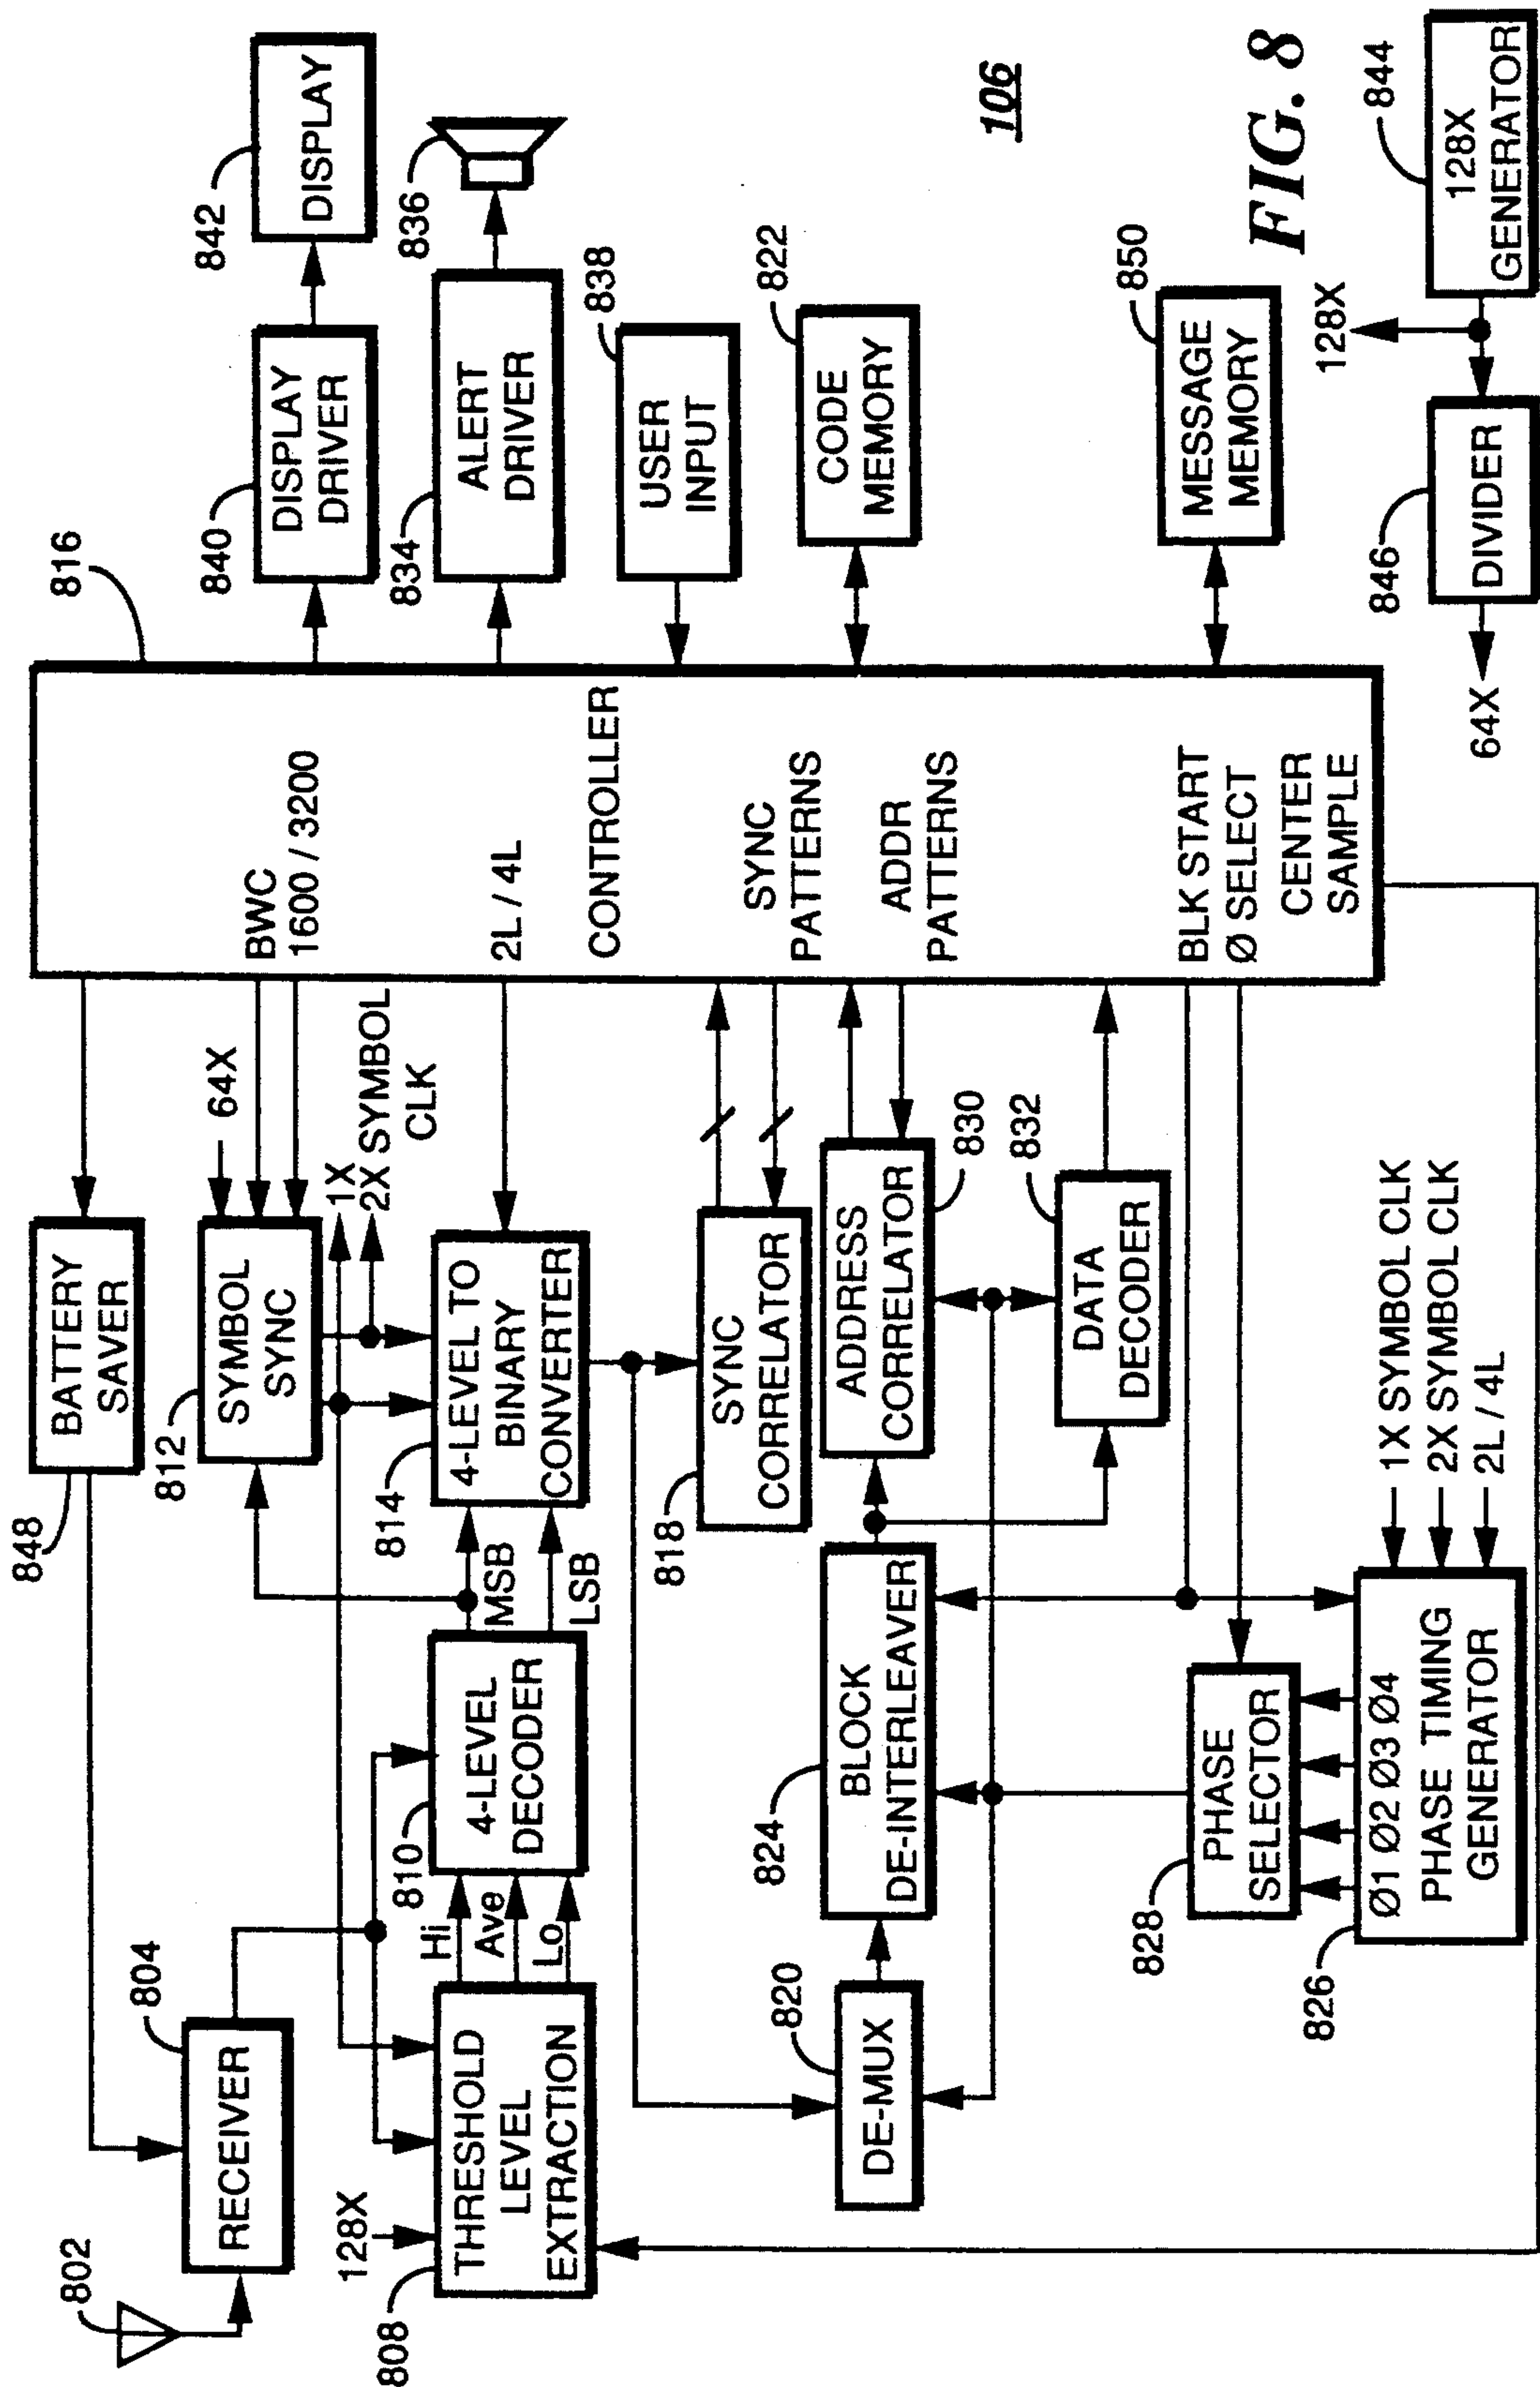 802
RECEIVER
804
848
BATTERY
SAVER
812
SYMBOL
SYNC
64X
1X
2X SYMBOL
CLK
128X
808
THRESHOLD
LEVEL
EXTRACTION
Hi
Ave
Lo
810
4-LEVEL
DECODER
MSB
LSB
814
4-LEVEL TO
BINARY
CONVERTER
818
SYNC
CORRELATOR
820
DE-MUX
824
BLOCK
DE-INTERLEAVER
ADDRESS
CORRELATOR
830
DATA
DECODER
832
828
PHASE
SELECTOR
826
Ø1 Ø2 Ø3 Ø4
PHASE TIMING
GENERATOR
1X SYMBOL CLK
2X SYMBOL CLK
2L / 4L
816
BWC
1600 / 3200
2L / 4L
CONTROLLER
SYNC
PATTERNS
ADDR
PATTERNS
BLK START
Ø SELECT
CENTER
SAMPLE
840
DISPLAY
DRIVER
842
DISPLAY
834
ALERT
DRIVER
836
838
USER
INPUT
822
CODE
MEMORY
850
MESSAGE
MEMORY
106
FIG. 8
64X
846
DIVIDER
128X
844
128X
GENERATOR